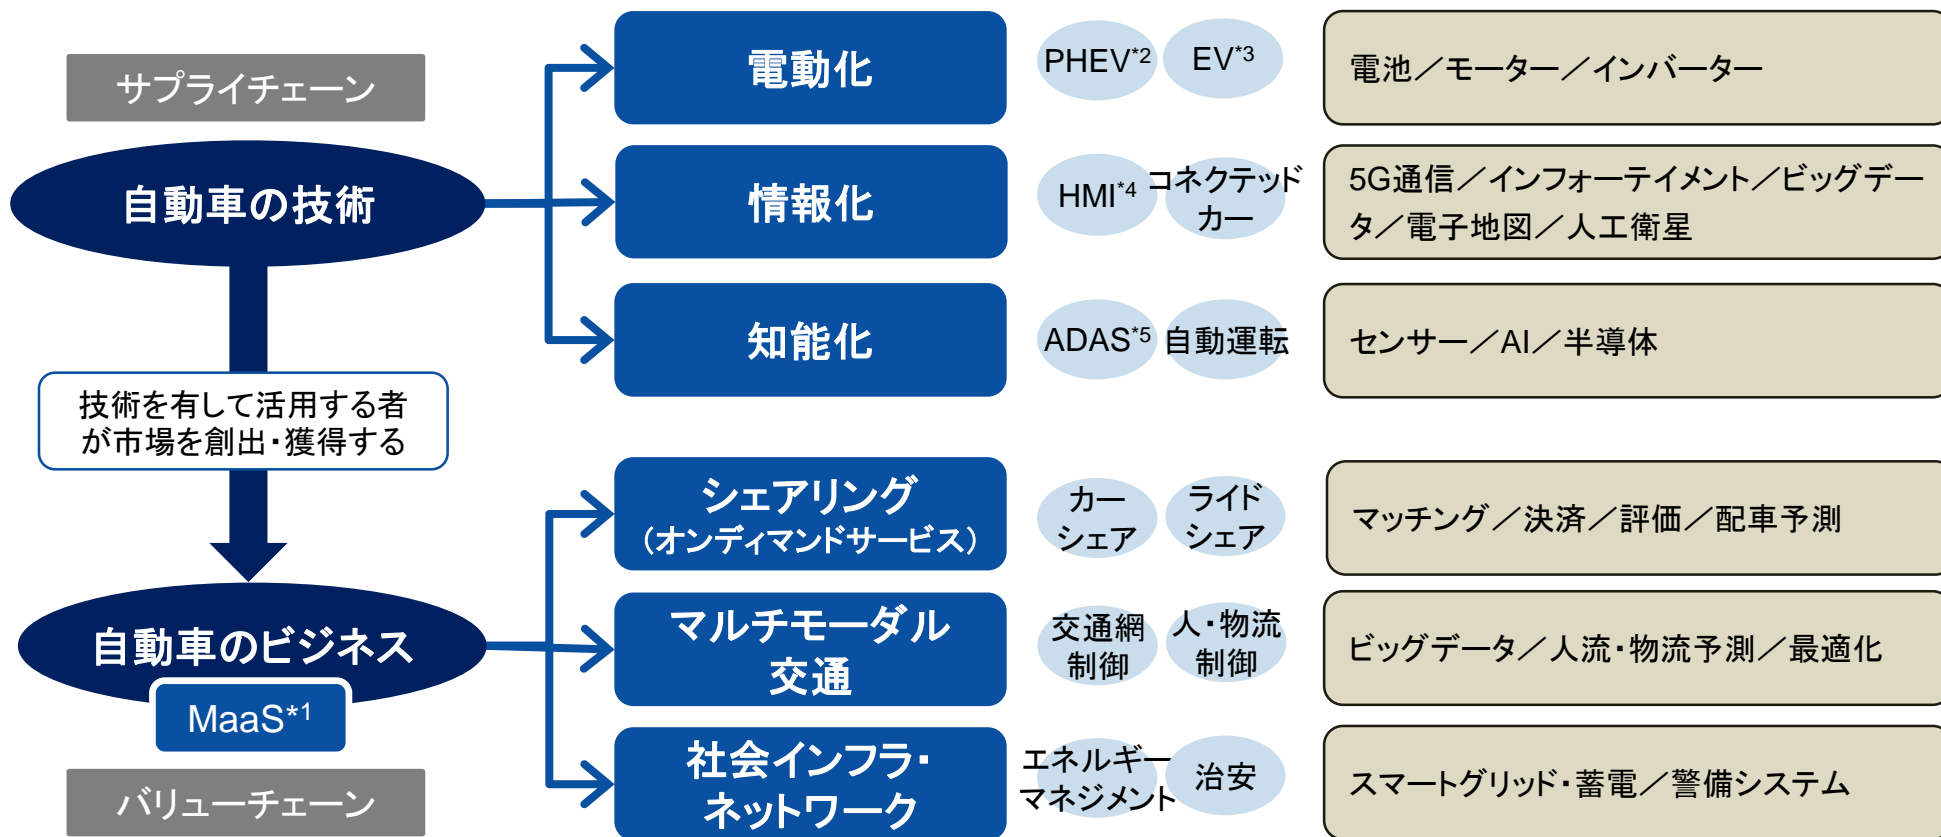 サプライチェーン
自動車の技術
技術を有して活用する者
が市場を創出・獲得する
自動車のビジネス
MaaS*1
バリューチェーン
電動化
PHEV*2
EV*3
電池／モーター／インバーター
情報化
HMI*4
コネクテッド
カー
5G通信／インフォーテイメント／ビッグデー
タ／電子地図／人工衛星
知能化
ADAS*5
自動運転
センサー／AI／半導体
シェアリング
（オンディマンドサービス）
カー
シェア
ライド
シェア
マッチング／決済／評価／配車予測
マルチモーダル
交通
交通網
制御
人・物流
制御
ビッグデータ／人流・物流予測／最適化
社会インフラ・
ネットワーク
エネルギー
マネジメント
治安
スマートグリッド・蓄電／警備システム